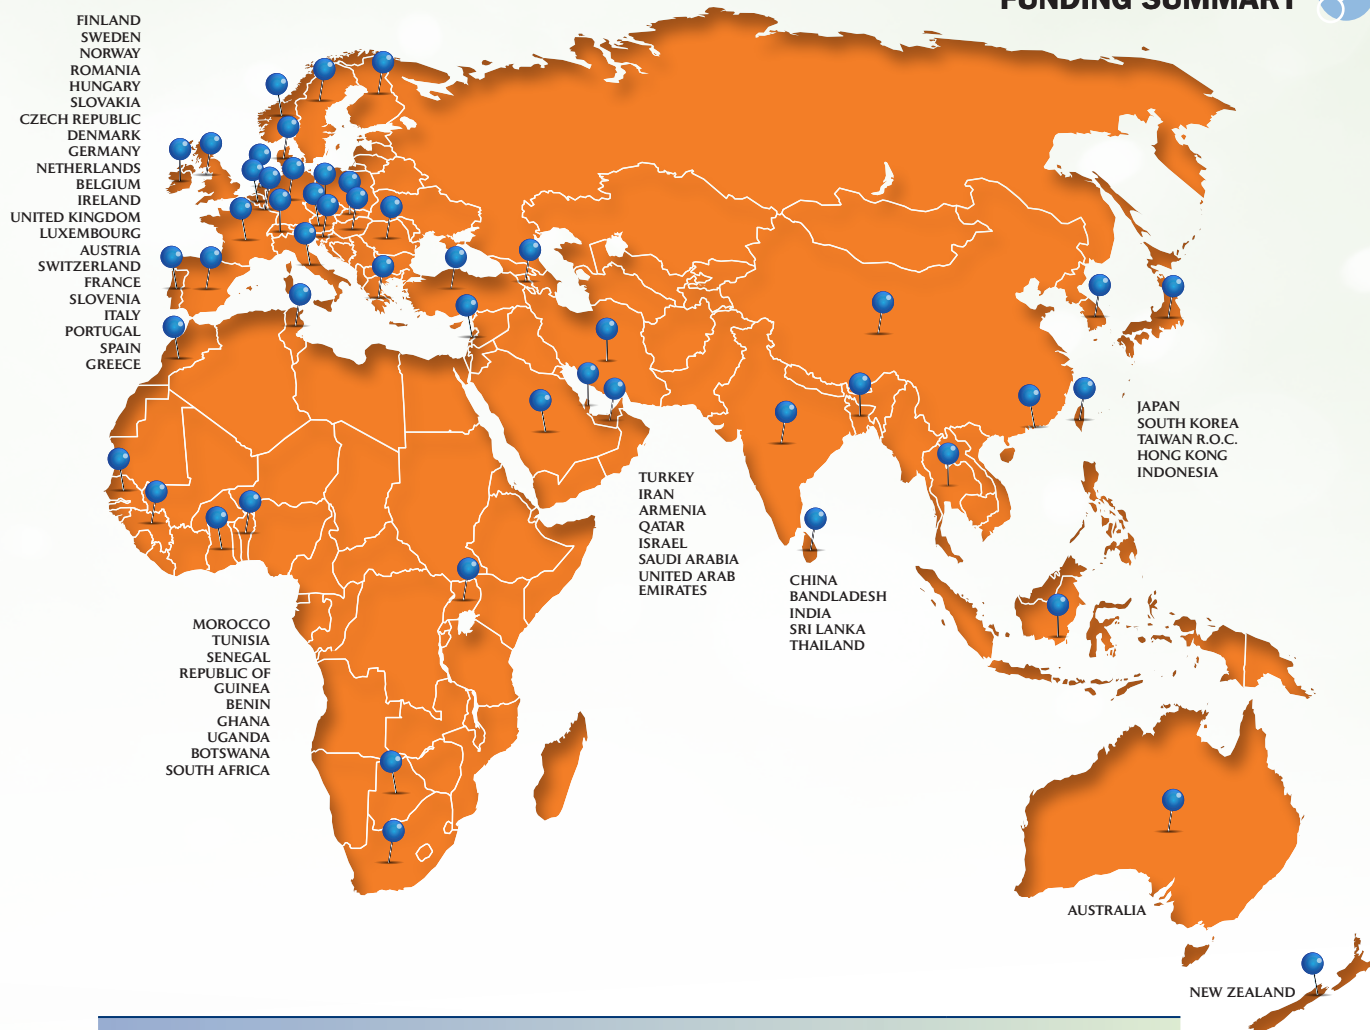 FUNDING SUMMARY
FINLAND
SWEDEN
NORWAY
ROMANIA
HUNGARY
SLOVAKIA
CZECH REPUBLIC
DENMARK
GERMANY
NETHERLANDS
BELGIUM
IRELAND
UNITED KINGDOM
LUXEMBOURG
AUSTRIA
SWITZERLAND
FRANCE
SLOVENIA
ITALY
PORTUGAL
SPAIN
GREECE
JAPAN
SOUTH KOREA
TAIWAN R.O.C.
HONG KONG
INDONESIA
TURKEY
IRAN
ARMENIA
QATAR
ISRAEL
SAUDI ARABIA
UNITED ARAB
EMIRATES
CHINA
BANDLADESH
INDIA
SRI LANKA
THAILAND
MOROCCO
TUNISIA
SENEGAL
REPUBLIC OF
GUINEA
BENIN
GHANA
UGANDA
BOTSWANA
SOUTH AFRICA
AUSTRALIA
NEW ZEALAND